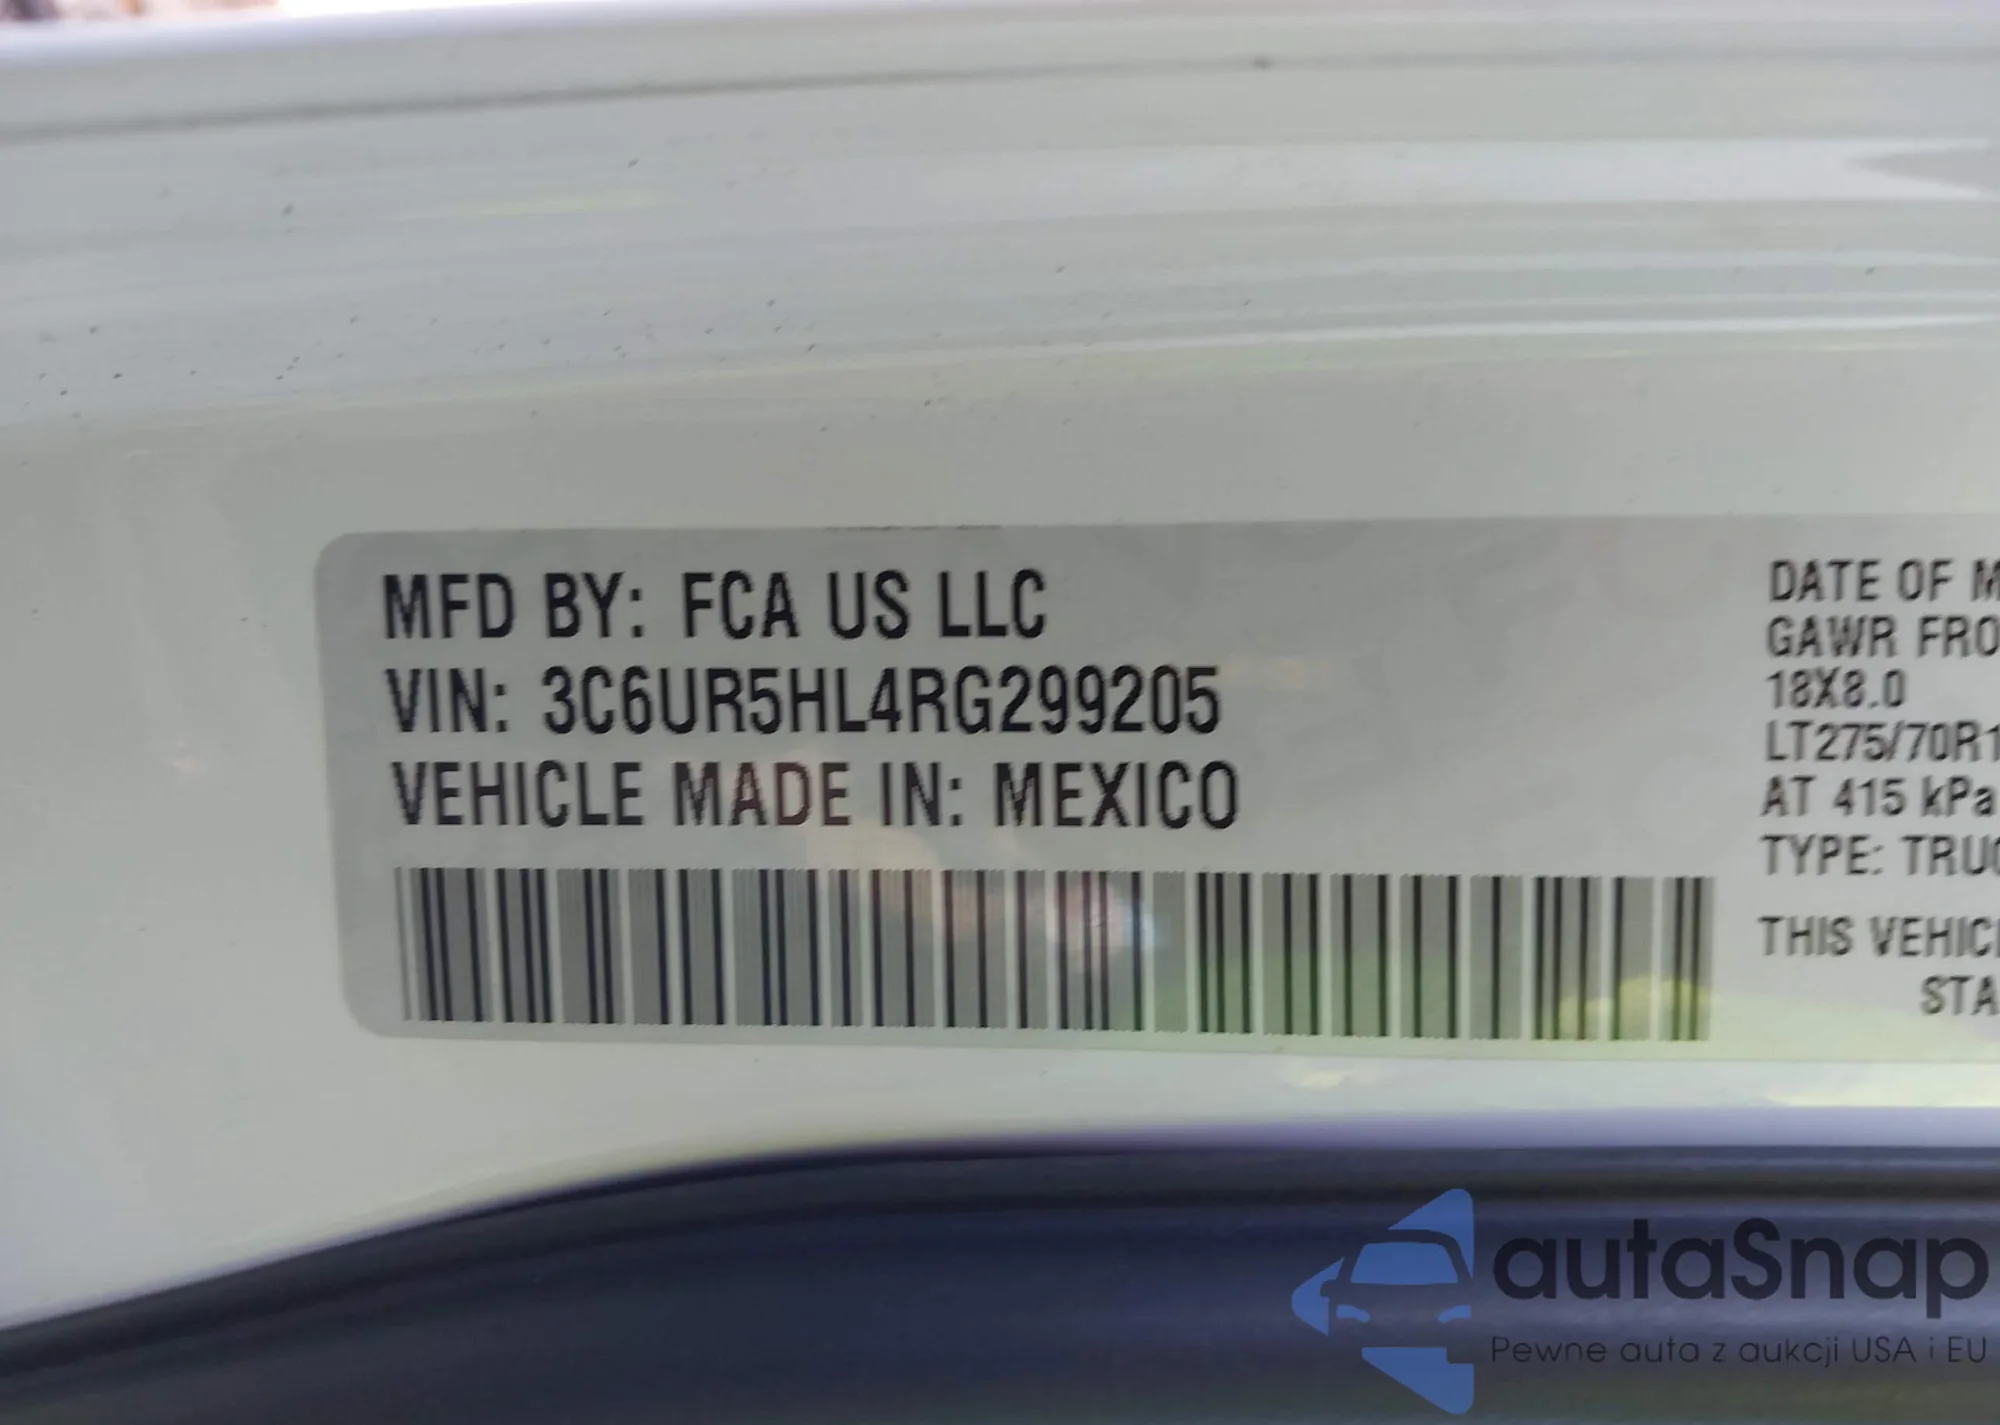 MFD BY: FCA US LLC
VIN: 3C6UR5HL4RG299205
VEHICLE MADE IN: MEXICO
DATE OF M
GAWR FRO
18X8.0
LT275/70R1
AT 415 kPa
TYPE: TRUC
THIS VEHIC
STA
autaSnap
Pewne auta z aukcji USA i EU